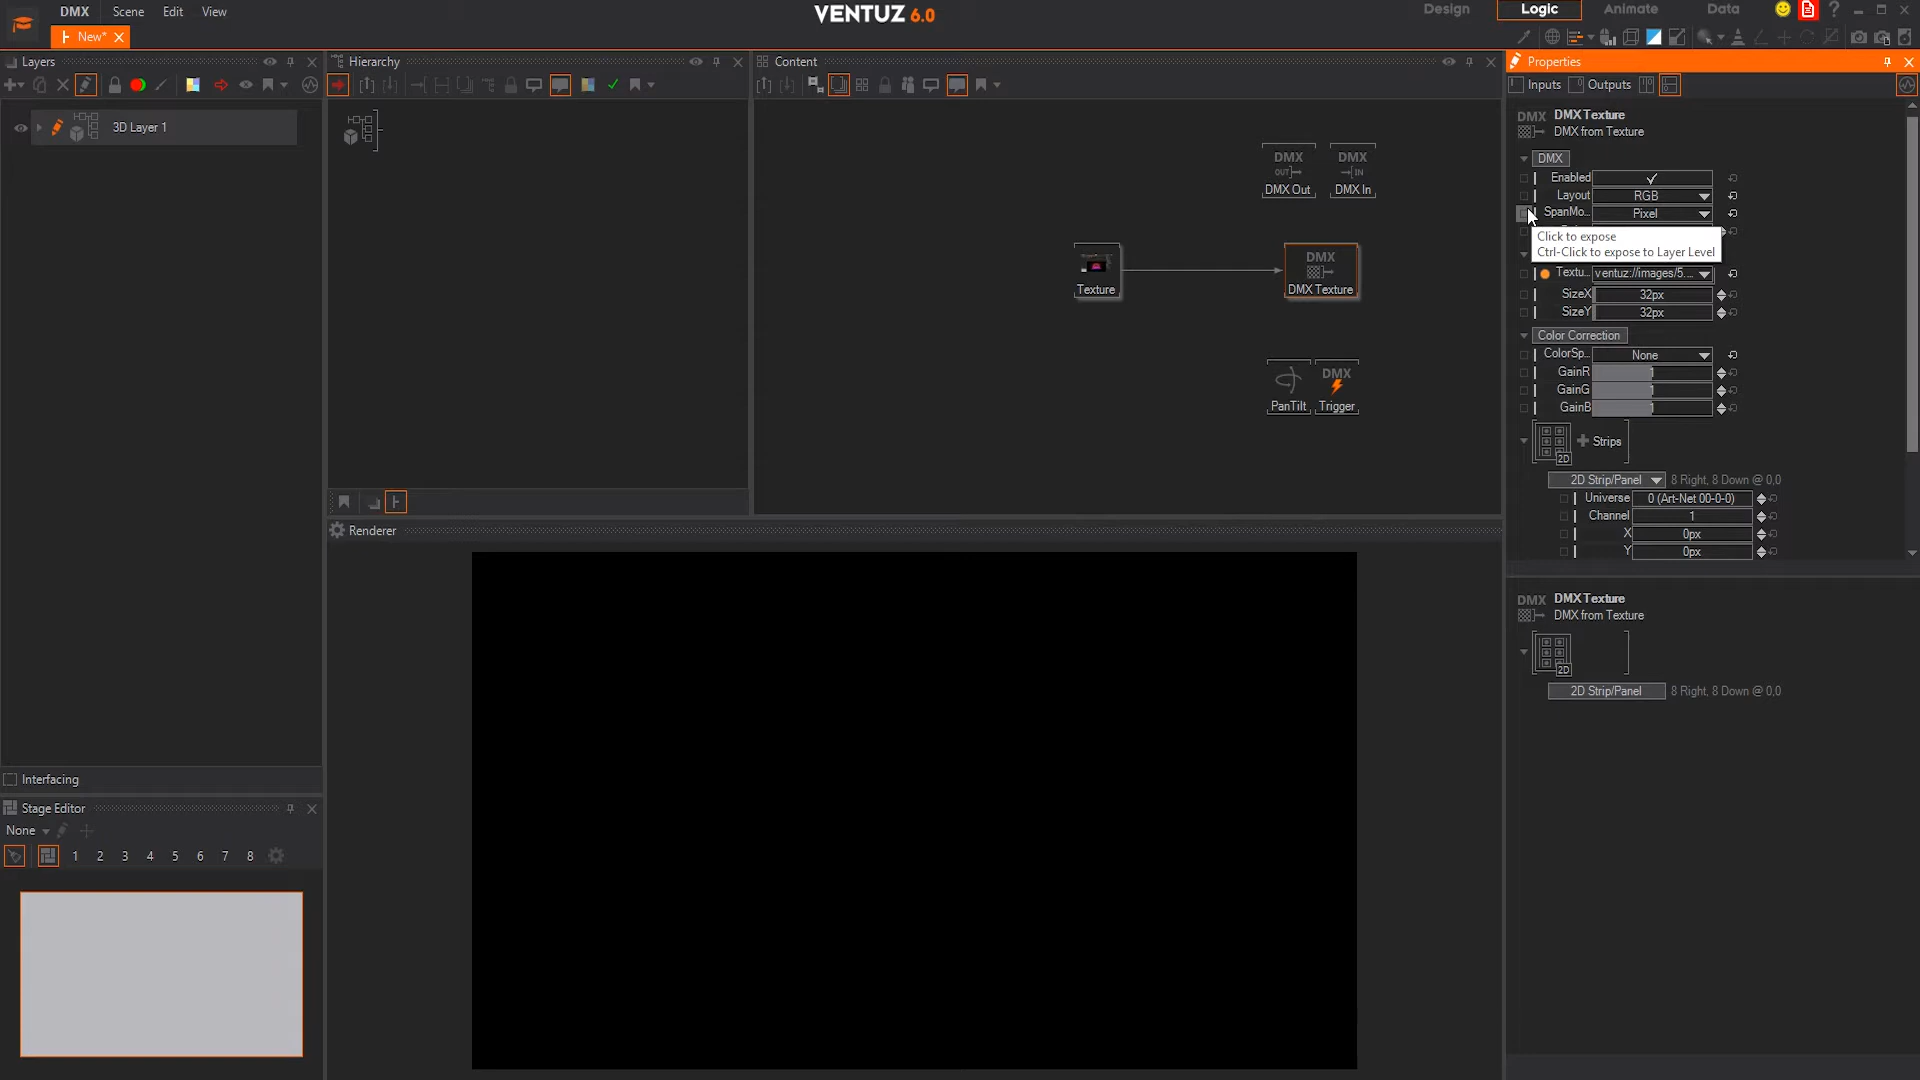 DMX Scene Edit View
VENTUZ 6.0
Design Logic Animate Data
New*
Layers
Hierarchy
Content
Properties
Inputs Outputs
3D Layer 1
DMX OUT DMX Out
DMX IN DMX In
Texture
DMX DMX Texture
PanTilt
DMX Trigger
DMX DMX Texture
DMX from Texture
DMX
Enabled
Layout RGB
SpanMo... Pixel
Click to expose
Ctrl-Click to expose to Layer Level
Textu... ventuz://images/5...
SizeX 32px
SizeY 32px
Color Correction
ColorSp... None
GainR 1
GainG 1
GainB 1
2D Strips
2D Strip/Panel 8 Right, 8 Down @ 0,0
Universe 0 (Art-Net 00-0-0)
Channel 1
X 0px
Y 0px
Renderer
DMX DMX Texture
DMX from Texture
2D
2D Strip/Panel 8 Right, 8 Down @ 0,0
Interfacing
Stage Editor
None
1 2 3 4 5 6 7 8